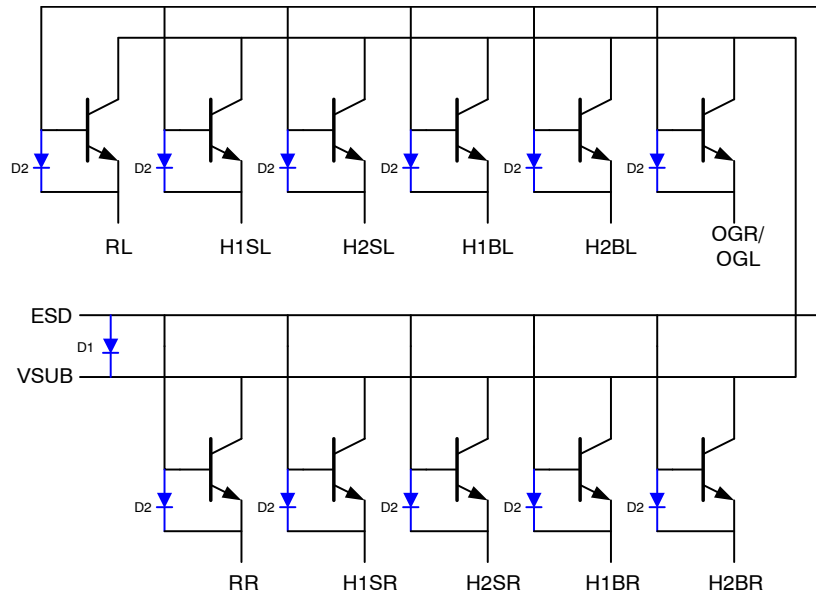 D2 D2 D2 D2 D2 D2
RL H1SL H2SL H1BL H2BL OGR/
OGL
ESD
D1
VSUB
D2 D2 D2 D2 D2
RR H1SR H2SR H1BR H2BR